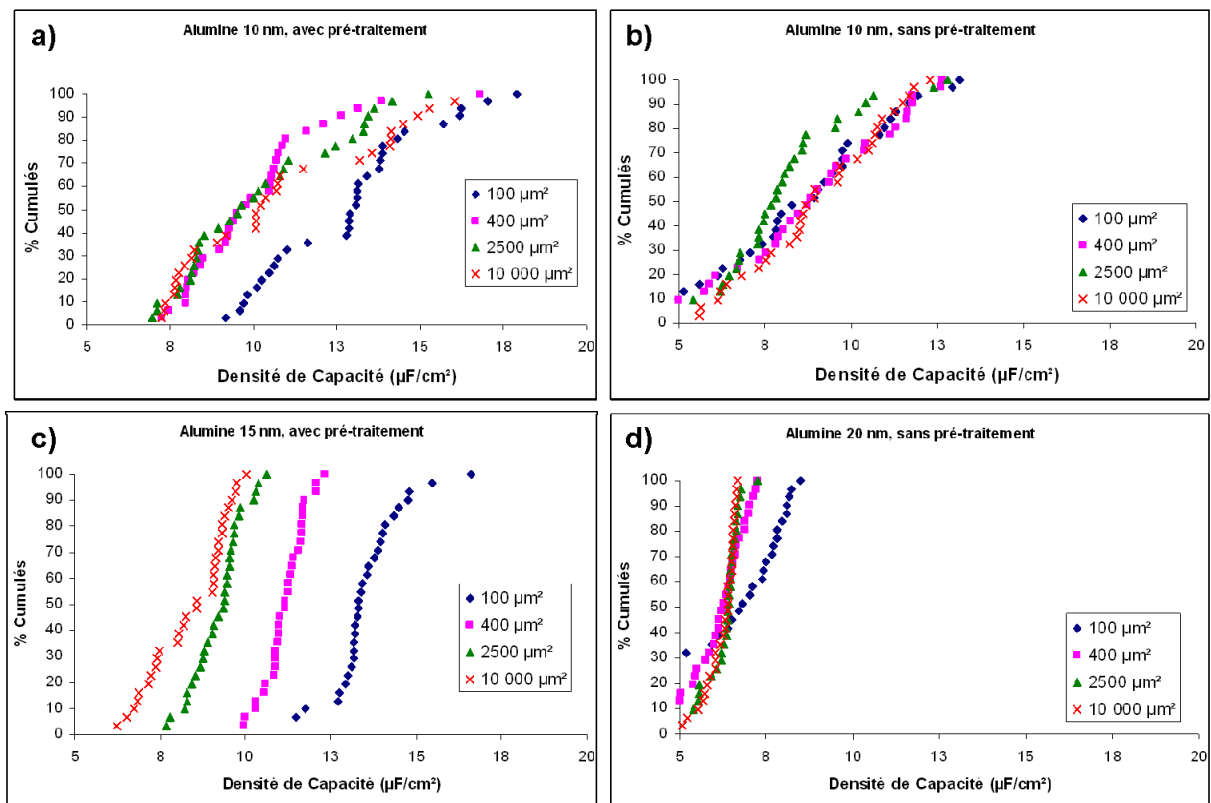 a)
Alumine 10 nm, avec pré-traitement
% Cumulés
100
90
80
70
60
50
40
30
20
10
0
5 8 10 13 15 18 20
Densité de Capacité (µF/cm²)
100 µm²
400 µm²
2500 µm²
10 000 µm²
b)
Alumine 10 nm, sans pré-traitement
% Cumulés
100
90
80
70
60
50
40
30
20
10
0
5 8 10 13 15 17 20
Densité de Capacité (µF/cm²)
100 µm²
400 µm²
2500 µm²
10 000 µm²
c)
Alumine 15 nm, avec pré-traitement
% Cumulés
100
90
80
70
60
50
40
30
20
10
0
5 8 10 13 15 17 20
Densité de Capacité (µF/cm²)
100 µm²
400 µm²
2500 µm²
10 000 µm²
d)
Alumine 20 nm, sans pré-traitement
% Cumulés
100
90
80
70
60
50
40
30
20
10
0
5 8 10 13 15 17 20
Densité de Capacité (µF/cm²)
100 µm²
400 µm²
2500 µm²
10 000 µm²